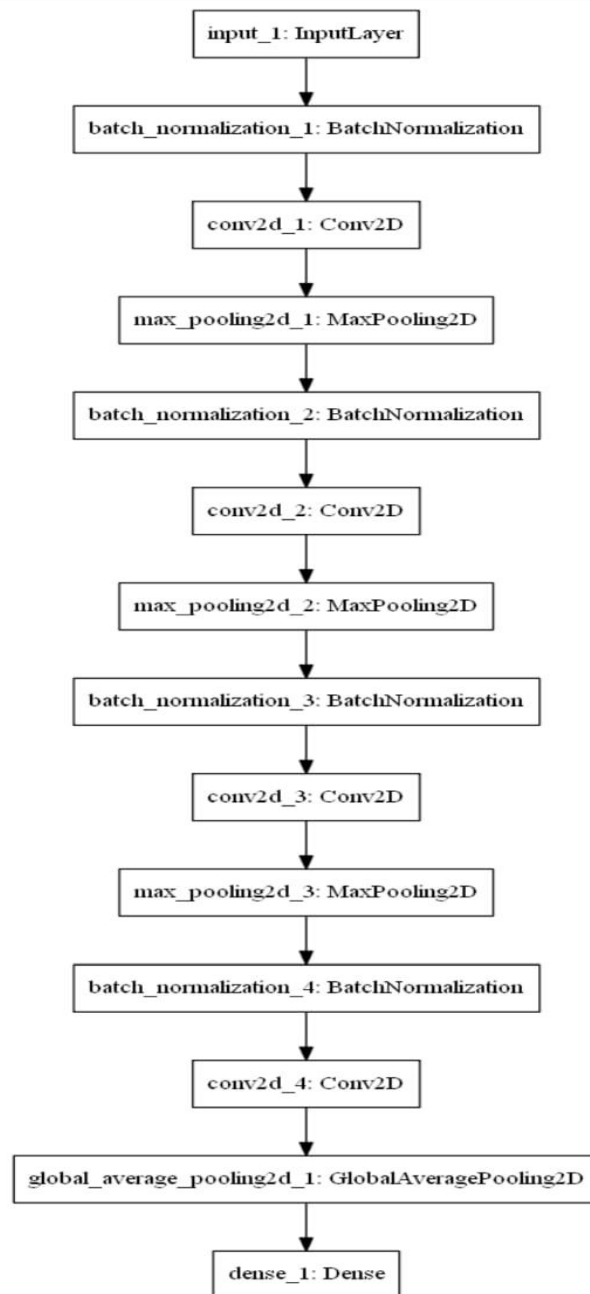 input_1: InputLayer
batch_normalization_1: BatchNormalization
conv2d_1: Conv2D
max_pooling2d_1: MaxPooling2D
batch_normalization_2: BatchNormalization
conv2d_2: Conv2D
max_pooling2d_2: MaxPooling2D
batch_normalization_3: BatchNormalization
conv2d_3: Conv2D
max_pooling2d_3: MaxPooling2D
batch_normalization_4: BatchNormalization
conv2d_4: Conv2D
global_average_pooling2d_1: GlobalAveragePooling2D
dense_1: Dense